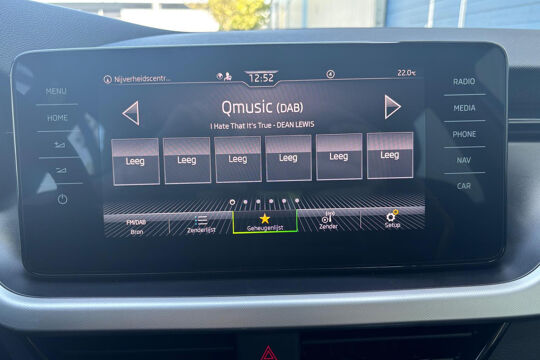 MENU
HOME
Nijverheidscentr...
12:52
4
22.0°C
Qmusic (DAB)
I Hate That It's True - DEAN LEWIS
Leeg Leeg Leeg Leeg Leeg Leeg
FM/DAB
Bron
Zenderlijst
Geheugenlijst
Zender
Setup
RADIO
MEDIA
PHONE
NAV
CAR